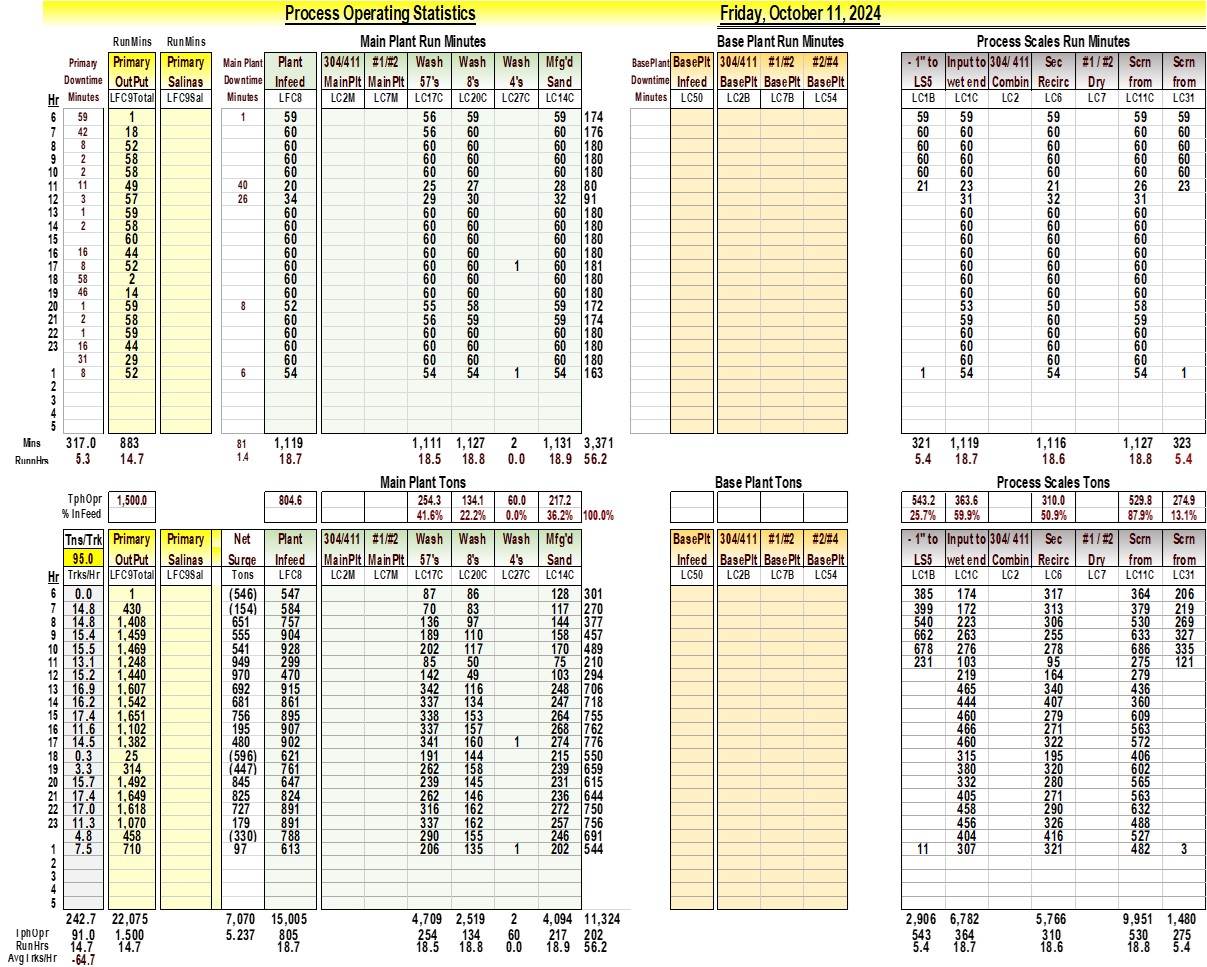 Process Operating Statistics Friday, October 11, 2024
RunMins RunMins Main Plant Run Minutes Base Plant Run Minutes Process Scales Run Minutes
Primary Primary Primary Main Plant Plant 304/411 #1/#2 Wash Wash Wash Mfg'd BasePlant BasePlt 304/411 #1/#2 #2/#4 - 1" to Input to 304/ 411 Sec #1 / #2 Scrn Scrn
Downtime OutPut Salinas Downtime Infeed MainPlt MainPlt 57's 8's 4's Sand Downtime Infeed BasePlt BasePlt BasePlt LS5 wet end Combin Recirc Dry from from
Hr Minutes LFC9Total LFC9Sal Minutes LFC8 LC2M LC7M LC17C LC20C LC27C LC14C Minutes LC50 LC2B LC7B LC54 LC1B LC1C LC2 LC6 LC7 LC11C LC31
6 59 1 1 59 56 59 59 174 59 59 59 59 59
7 42 18 60 56 60 60 176 60 60 60 60 60
8 8 52 60 60 60 60 180 60 60 60 60 60
9 2 58 60 60 60 60 180 60 60 60 60 60
10 2 58 60 60 60 60 180 60 60 60 60 60
11 11 49 40 20 25 27 28 80 21 23 21 26 23
12 3 57 26 34 29 30 32 91 31 32 31
13 1 59 60 60 60 60 180 60 60 60
14 2 58 60 60 60 60 180 60 60 60
15 60 60 60 60 60 180 60 60 60
16 16 44 60 60 60 60 180 60 60 60
17 8 52 60 60 60 1 60 181 60 60 60
18 58 2 60 60 60 60 180 60 60 60
19 46 14 60 60 60 60 180 60 60 60
20 1 59 8 52 55 58 59 172 53 50 58
21 2 58 60 56 59 60 174 59 60 59
22 1 59 60 60 60 60 180 60 60 60
23 16 44 60 60 60 60 180 60 60 60
31 29 60 60 60 60 180 60 60 60
1 8 52 6 54 54 54 1 54 163 1 54 54 54 1
2
3
4
5
Mins 317.0 883 81 1,119 1,111 1,127 2 1,131 3,371 321 1,119 1,116 1,127 323
RunnHrs 5.3 14.7 1.4 18.7 18.5 18.8 0.0 18.9 56.2 5.4 18.7 18.6 18.8 5.4
Main Plant Tons Base Plant Tons Process Scales Tons
TphOpr 1,500.0 804.6 254.3 134.1 60.0 217.2 543.2 363.6 310.0 529.8 274.9
% InFeed 41.6% 22.2% 0.0% 36.2% 100.0% 25.7% 59.9% 50.9% 87.9% 13.1%
Tns/Trk Primary Primary Net Plant 304/411 #1/#2 Wash Wash Wash Mfg'd BasePlt 304/411 #1/#2 #2/#4 - 1" to Input to 304/ 411 Sec #1 / #2 Scrn Scrn
95.0 OutPut Salinas Surge Infeed MainPlt MainPlt 57's 8's 4's Sand Infeed BasePlt BasePlt BasePlt LS5 wet end Combin Recirc Dry from from
Hr Trks/Hr LFC9Total LFC9Sal Tons LFC8 LC2M LC7M LC17C LC20C LC27C LC14C LC50 LC2B LC7B LC54 LC1B LC1C LC2 LC6 LC7 LC11C LC31
6 0.0 1 (546) 547 87 86 128 301 385 174 317 364 206
7 14.8 430 (154) 584 70 83 117 270 399 172 313 379 219
8 14.8 1,408 651 757 136 97 144 377 540 223 306 530 269
9 15.4 1,459 555 904 189 110 158 457 662 263 255 633 327
10 15.5 1,469 541 928 202 117 170 489 678 276 278 686 335
11 13.1 1,248 949 299 85 50 75 210 231 103 95 275 121
12 15.2 1,440 970 470 142 49 103 294 219 164 279
13 16.9 1,607 692 915 342 116 248 706 465 340 436
14 16.2 1,542 681 861 337 134 247 718 444 407 360
15 17.4 1,651 756 895 338 153 264 755 460 279 609
16 11.6 1,102 195 907 337 157 268 762 466 271 563
17 14.5 1,382 480 902 341 160 1 274 776 460 322 572
18 0.3 25 (596) 621 191 144 215 550 315 195 406
19 3.3 314 (447) 761 262 158 239 659 380 320 602
20 15.7 1,492 845 647 239 145 231 615 332 280 565
21 17.4 1,649 825 824 262 146 236 644 405 271 563
22 17.0 1,618 727 891 316 162 272 750 458 290 632
23 11.3 1,070 179 891 337 162 257 756 456 326 488
4.8 458 (330) 788 290 155 246 691 404 416 527
1 7.5 710 97 613 206 135 1 202 544 11 307 321 482 3
2
3
4
5
242.7 22,075 7,070 15,005 4,709 2,519 2 4,094 11,324 2,906 6,782 5,766 9,951 1,480
TphOpr 91.0 1.500 5.237 805 254 134 60 217 202 543 364 310 530 275
RunHrs 14.7 14.7 18.7 18.5 18.8 0.0 18.9 56.2 5.4 18.7 18.6 18.8 5.4
AvgTrks/Hr -64.7